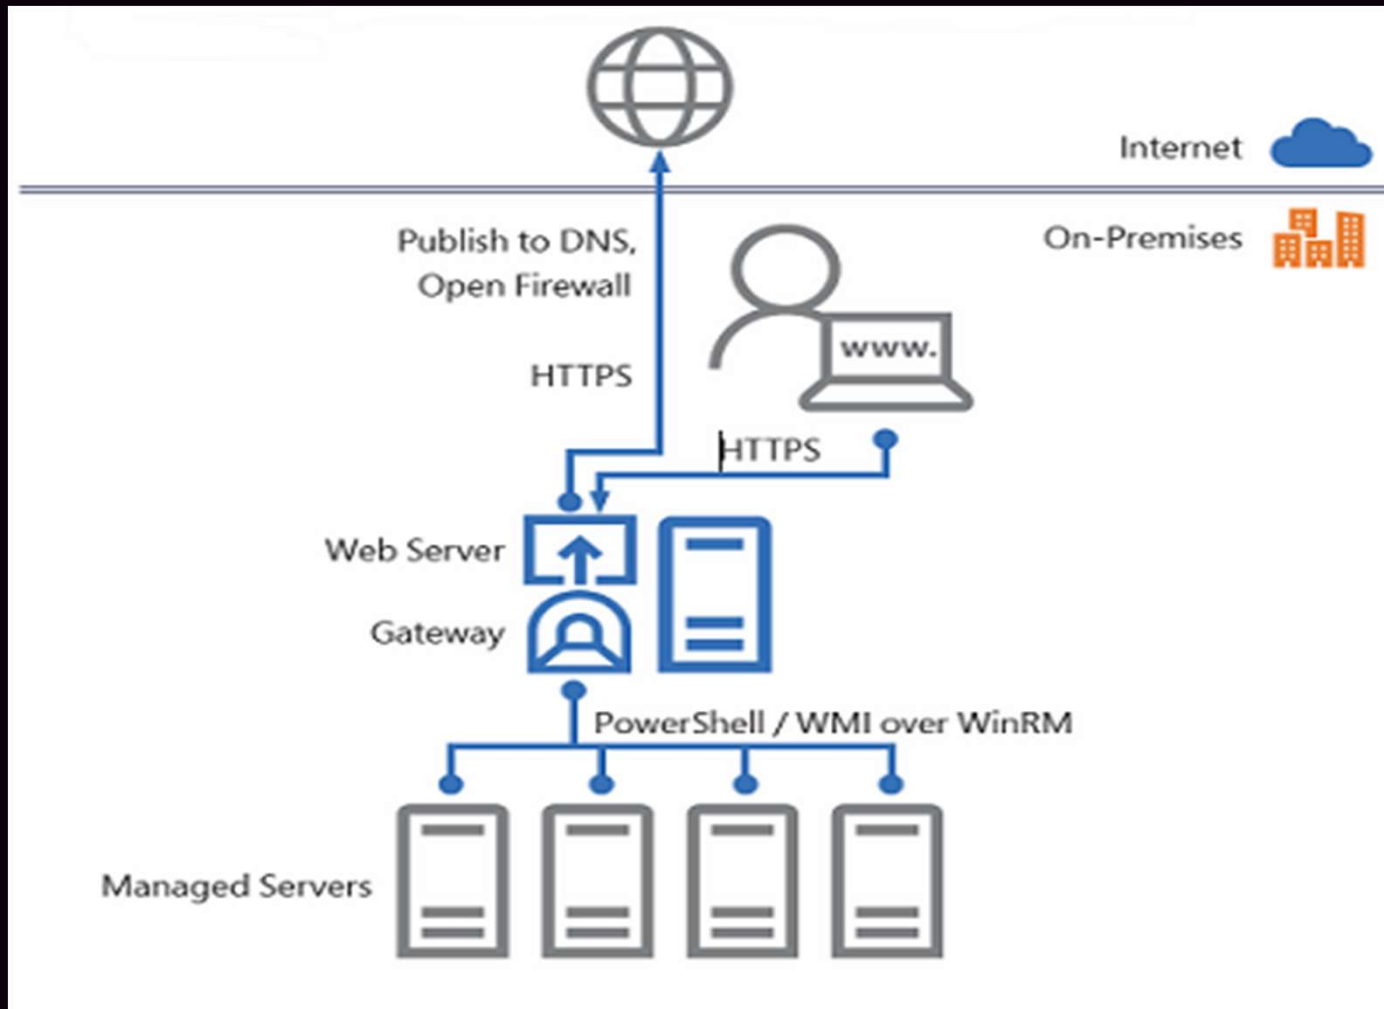 Internet
On-Premises
Publish to DNS,
Open Firewall
www.
HTTPS
HTTPS
Web Server
Gateway
PowerShell / WMI over WinRM
Managed Servers